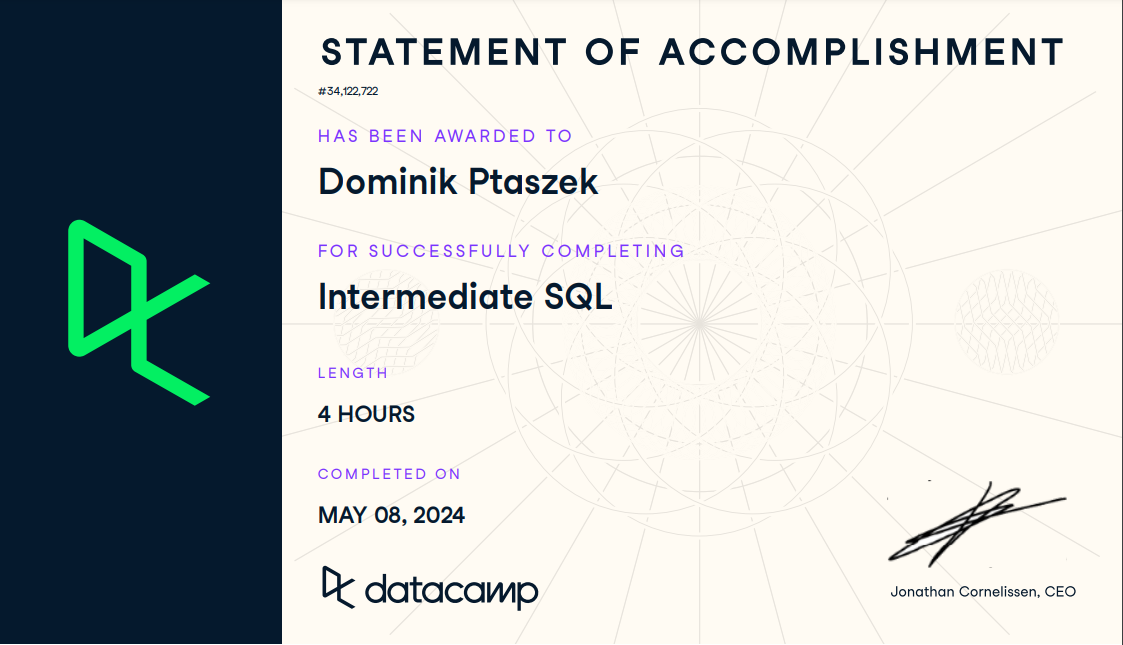 STATEMENT OF ACCOMPLISHMENT
#34,122,722
HAS BEEN AWARDED TO
Dominik Ptaszek
FOR SUCCESSFULLY COMPLETING
Intermediate SQL
LENGTH
4 HOURS
COMPLETED ON
MAY 08, 2024
datacamp
Jonathan Cornelissen, CEO